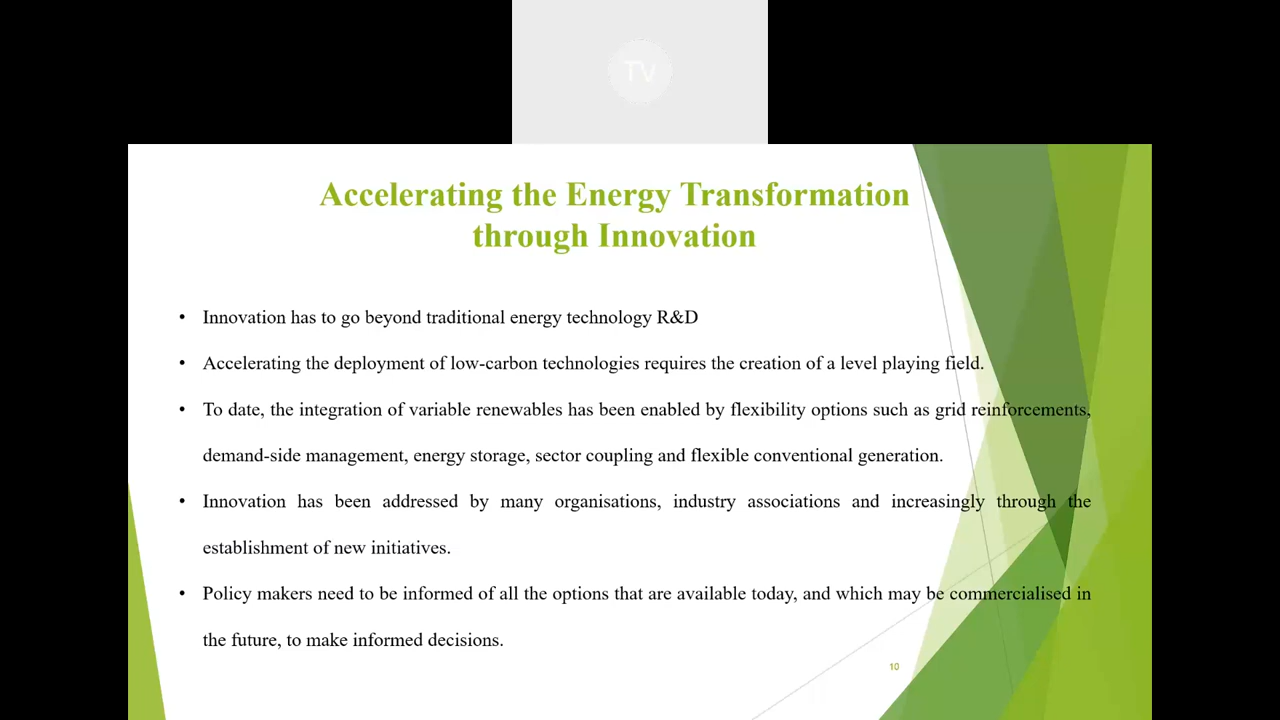 TV
Accelerating the Energy Transformation
through Innovation
• Innovation has to go beyond traditional energy technology R&D
• Accelerating the deployment of low-carbon technologies requires the creation of a level playing field.
• To date, the integration of variable renewables has been enabled by flexibility options such as grid reinforcements,
demand-side management, energy storage, sector coupling and flexible conventional generation.
• Innovation has been addressed by many organisations, industry associations and increasingly through the
establishment of new initiatives.
• Policy makers need to be informed of all the options that are available today, and which may be commercialised in
the future, to make informed decisions.
10